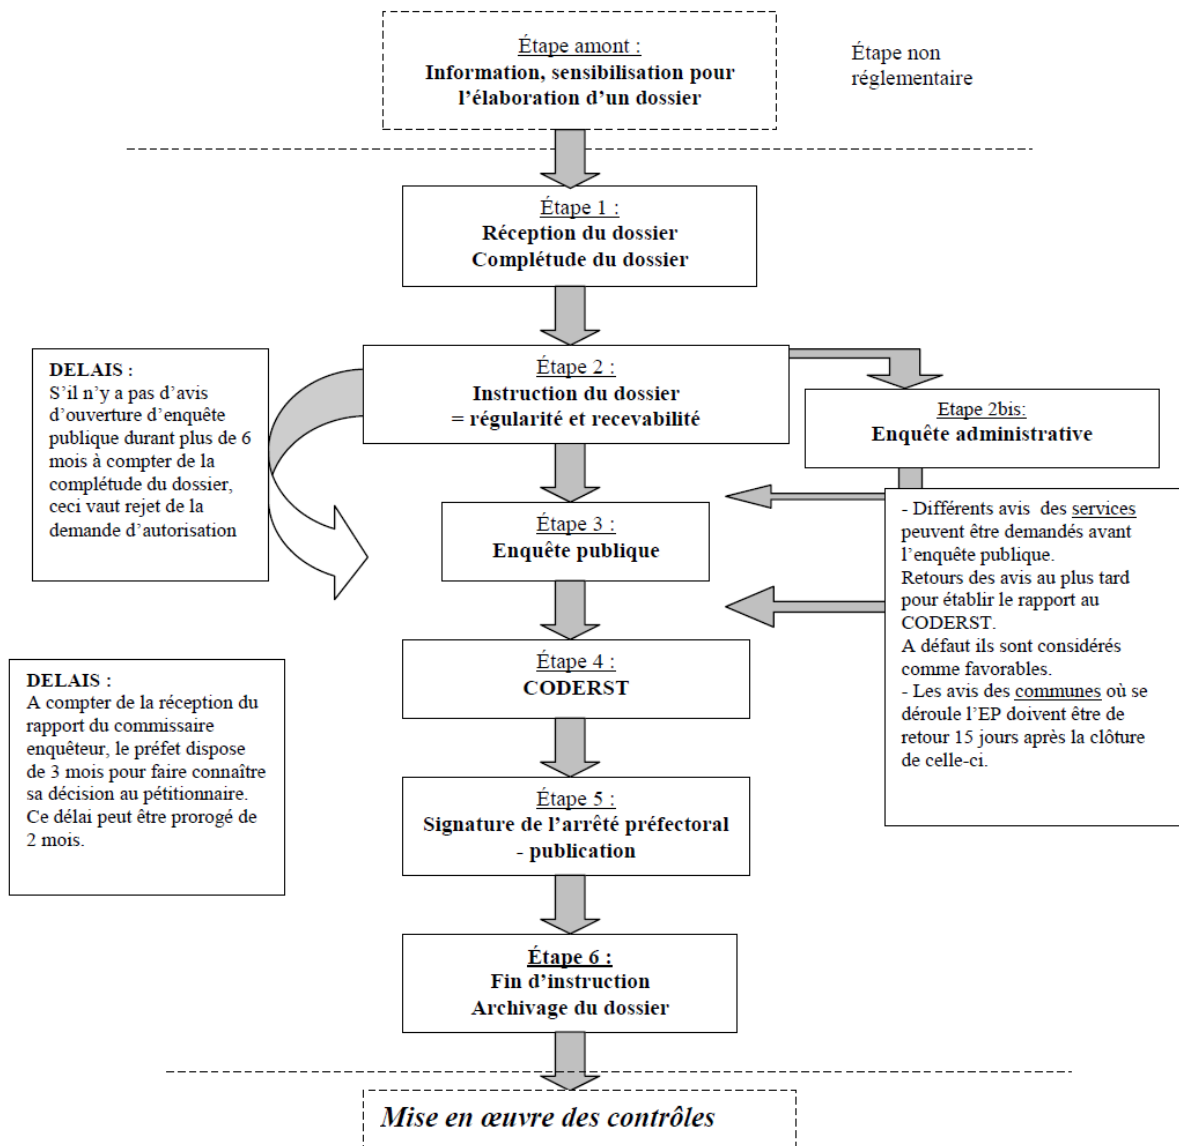 Étape amont :
Information, sensibilisation pour
l’élaboration d’un dossier
Étape non
réglementaire
Étape 1 :
Réception du dossier
Complétude du dossier
DELAIS :
S’il n’y a pas d’avis
d’ouverture d’enquête
publique durant plus de 6
mois à compter de la
complétude du dossier,
ceci vaut rejet de la
demande d’autorisation
Étape 2 :
Instruction du dossier
= régularité et recevabilité
Etape 2bis:
Enquête administrative
Étape 3 :
Enquête publique
- Différents avis des services
peuvent être demandés avant
l’enquête publique.
Retours des avis au plus tard
pour établir le rapport au
CODERST.
A défaut ils sont considérés
comme favorables.
- Les avis des communes où se
déroule l’EP doivent être de
retour 15 jours après la clôture
de celle-ci.
Étape 4 :
CODERST
DELAIS :
A compter de la réception du
rapport du commissaire
enquêteur, le préfet dispose
de 3 mois pour faire connaître
sa décision au pétitionnaire.
Ce délai peut être prorogé de
2 mois.
Étape 5 :
Signature de l’arrêté préfectoral
- publication
Étape 6 :
Fin d’instruction
Archivage du dossier
Mise en œuvre des contrôles